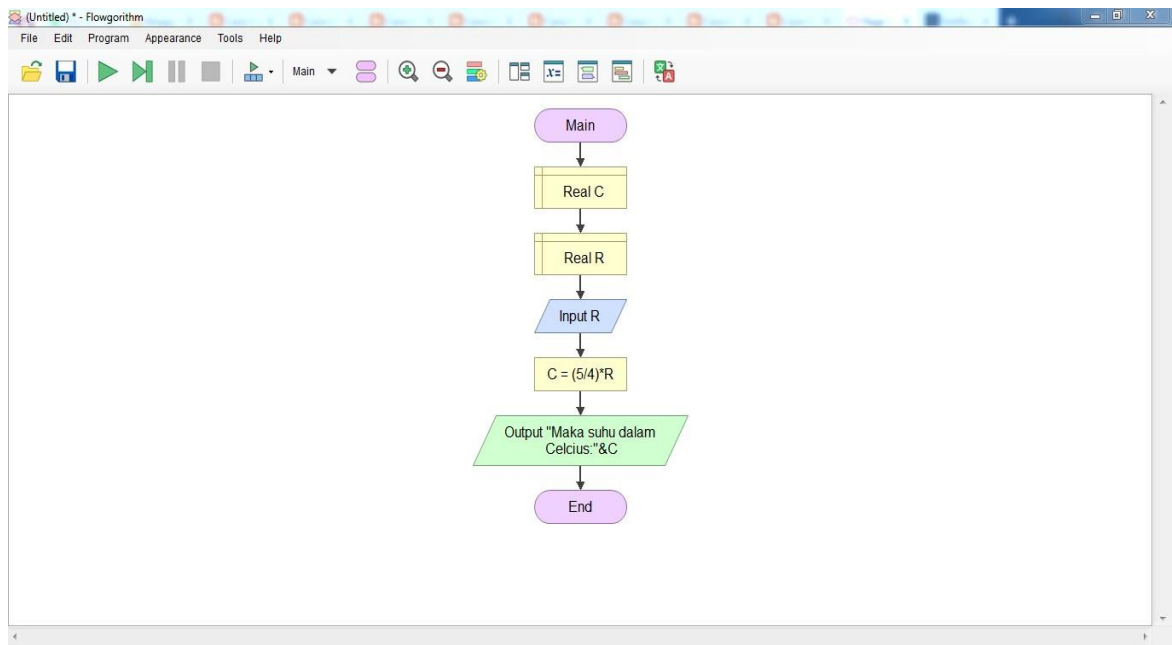 (Untitled) * - Flowgorithm
File Edit Program Appearance Tools Help
Main
x=
Main
Real C
Real R
Input R
C = (5/4)*R
Output "Maka suhu dalam
Celcius:"&C
End